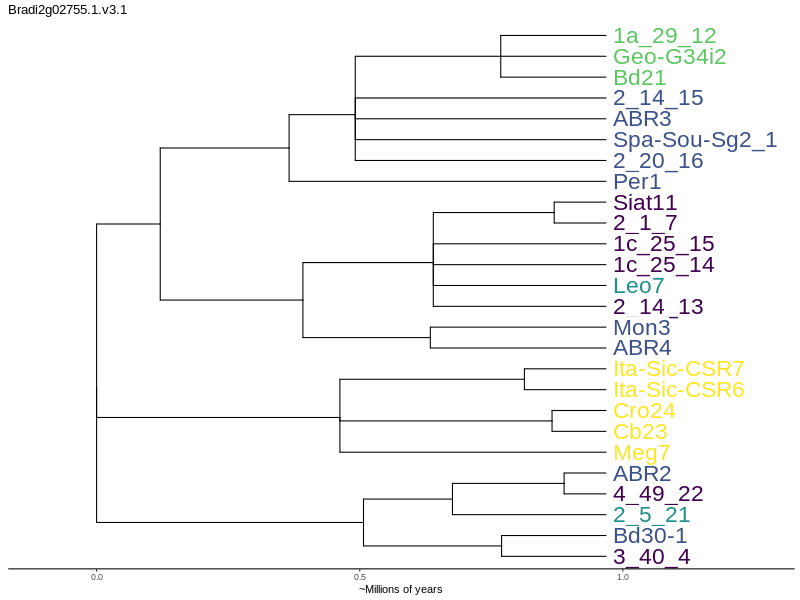 Bradi2g02755.1.v3.1
1a_29_12
Geo-G34i2
Bd21
2_14_15
ABR3
Spa-Sou-Sg2_1
2_20_16
Per1
Siat11
2_1_7
1c_25_15
1c_25_14
Leo7
2_14_13
Mon3
ABR4
Ita-Sic-CSR7
Ita-Sic-CSR6
Cro24
Cb23
Meg7
ABR2
4_49_22
2_5_21
Bd30-1
3_40_4
0.0 0.5 1.0
~Millions of years